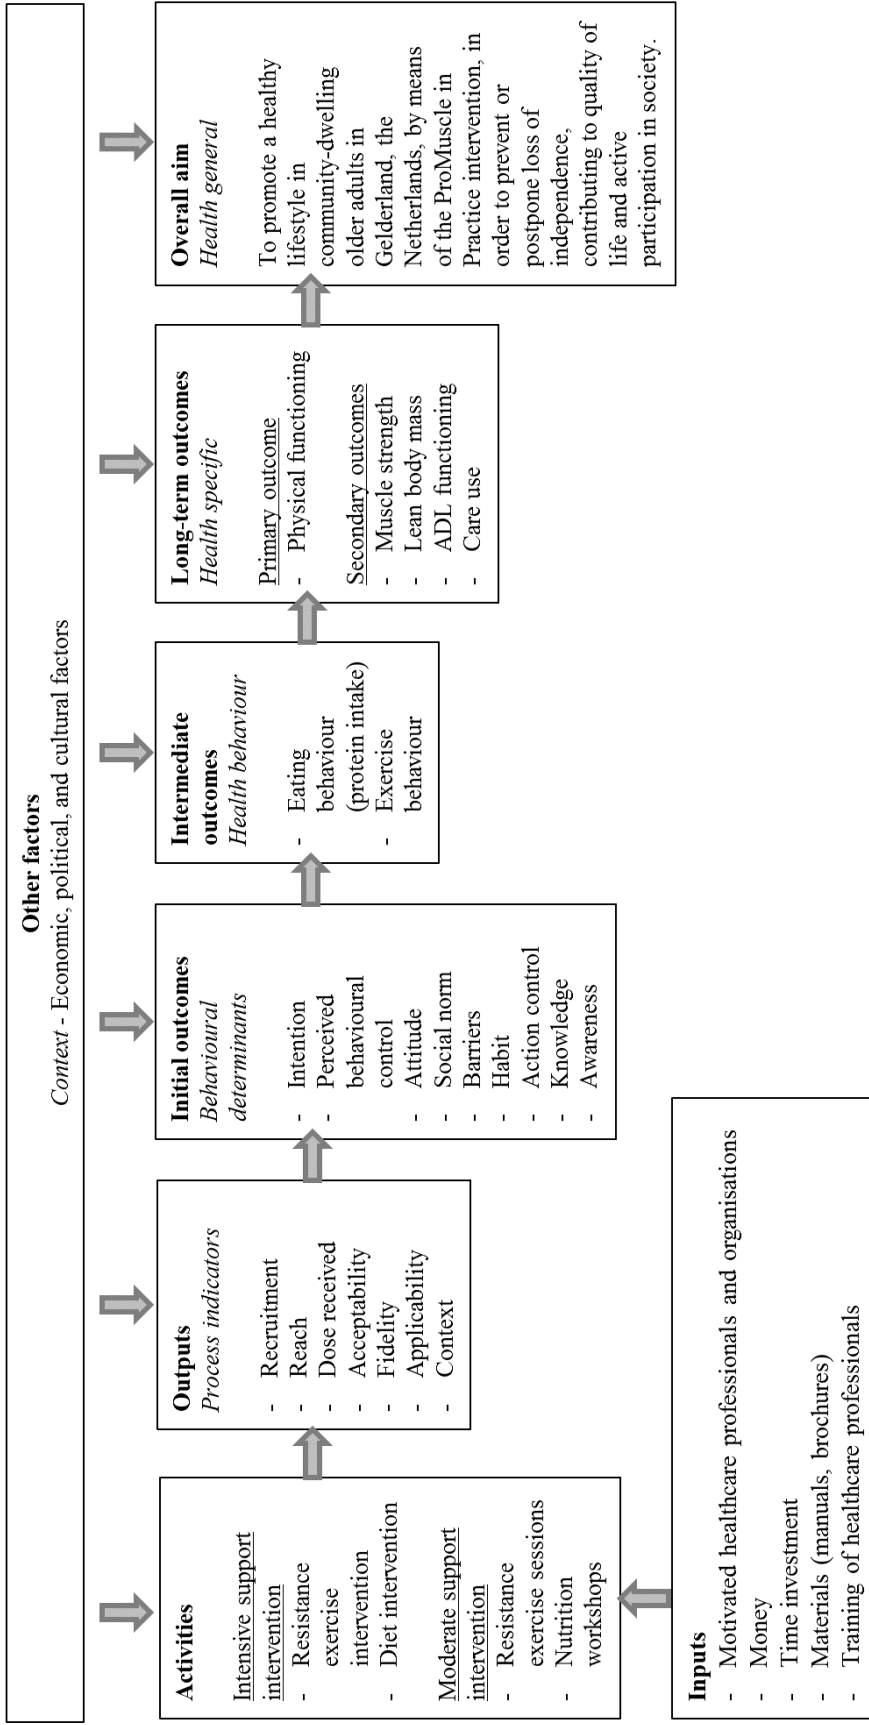 Other factors
Context - Economic, political, and cultural factors
Activities
Intensive support
intervention
- Resistance
exercise
intervention
- Diet intervention
Moderate support
intervention
- Resistance
exercise sessions
- Nutrition
workshops
Outputs
Process indicators
- Recruitment
- Reach
- Dose received
- Acceptability
- Fidelity
- Applicability
- Context
Initial outcomes
Behavioural
determinants
- Intention
- Perceived
behavioural
control
- Attitude
- Social norm
- Barriers
- Habit
- Action control
- Knowledge
- Awareness
Intermediate
outcomes
Health behaviour
- Eating
behaviour
(protein intake)
- Exercise
behaviour
Long-term outcomes
Health specific
Primary outcome
- Physical functioning
Secondary outcomes
- Muscle strength
- Lean body mass
- ADL functioning
- Care use
Overall aim
Health general
To promote a healthy
lifestyle in
community-dwelling
older adults in
Gelderland, the
Netherlands, by means
of the ProMuscle in
Practice intervention, in
order to prevent or
postpone loss of
independence,
contributing to quality of
life and active
participation in society.
Inputs
- Motivated healthcare professionals and organisations
- Money
- Time investment
- Materials (manuals, brochures)
- Training of healthcare professionals